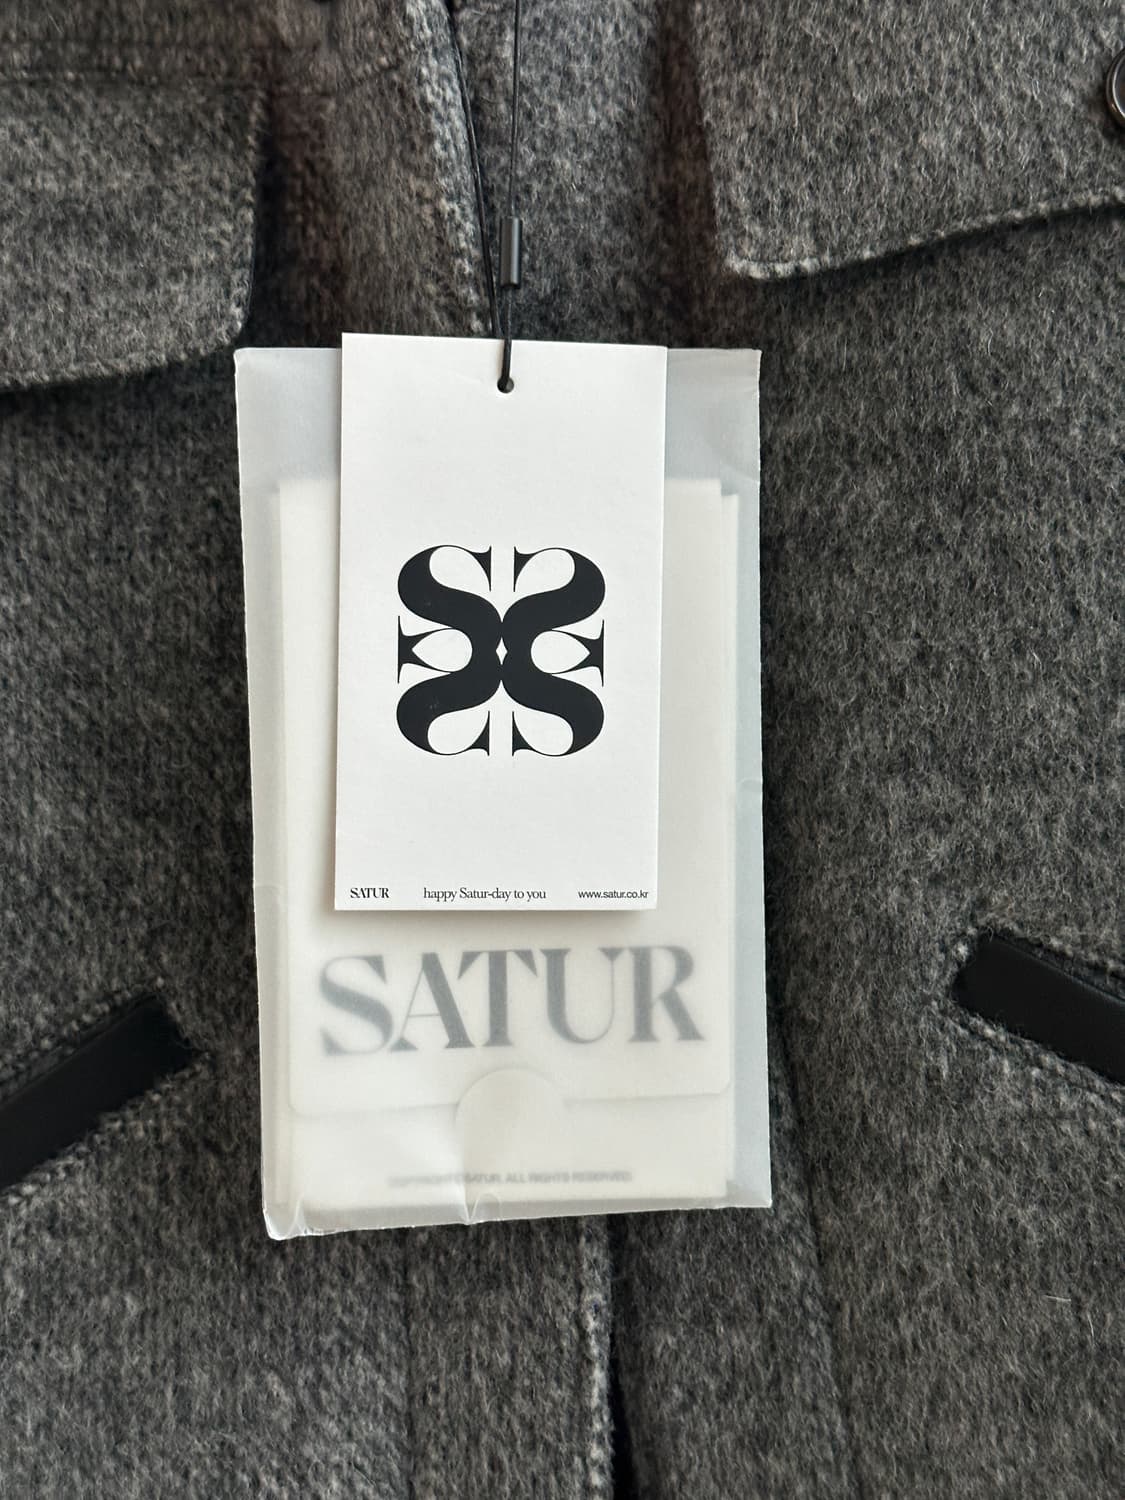 SATUR happy Satur-day to you www.satur.co.kr
SATUR
COPYRIGHT ©SATUR. ALL RIGHTS RESERVED.